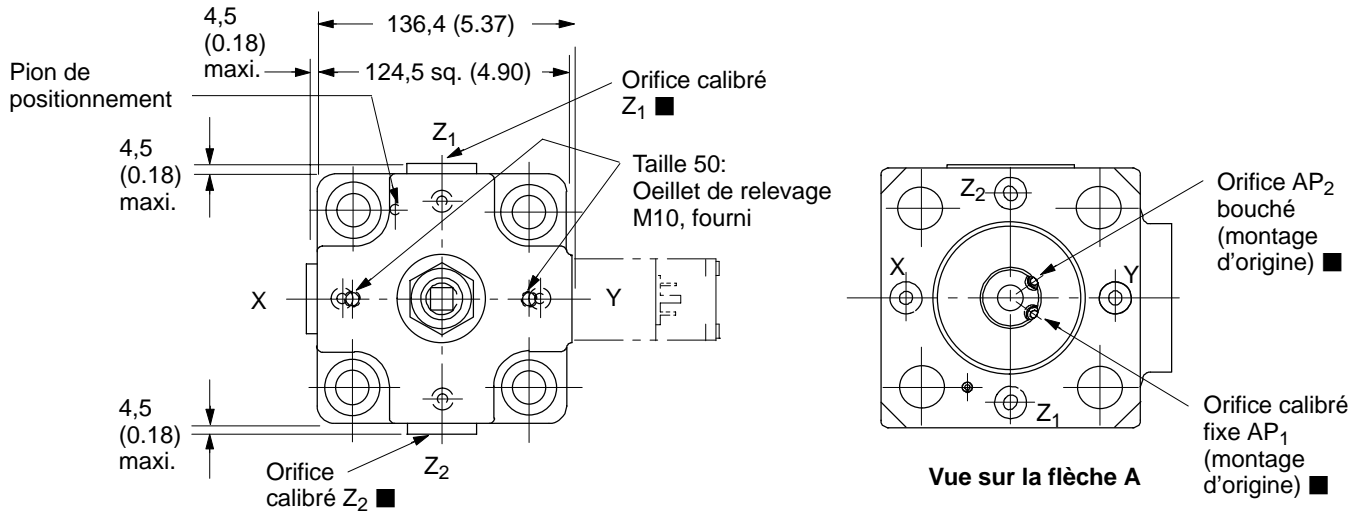 4,5
(0.18)
maxi.
136,4 (5.37)
124,5 sq. (4.90)
Pion de
positionnement
Orifice calibré
Z1 ■
Z1
4,5
(0.18)
maxi.
Taille 50:
Oeillet de relevage
M10, fourni
X
Y
4,5
(0.18)
maxi.
Z2
Orifice
calibré Z2 ■
Z2
X
Y
Z1
Orifice AP2
bouché
(montage
d'origine) ■
Orifice calibré
fixe AP1
(montage
d'origine) ■
Vue sur la flèche A